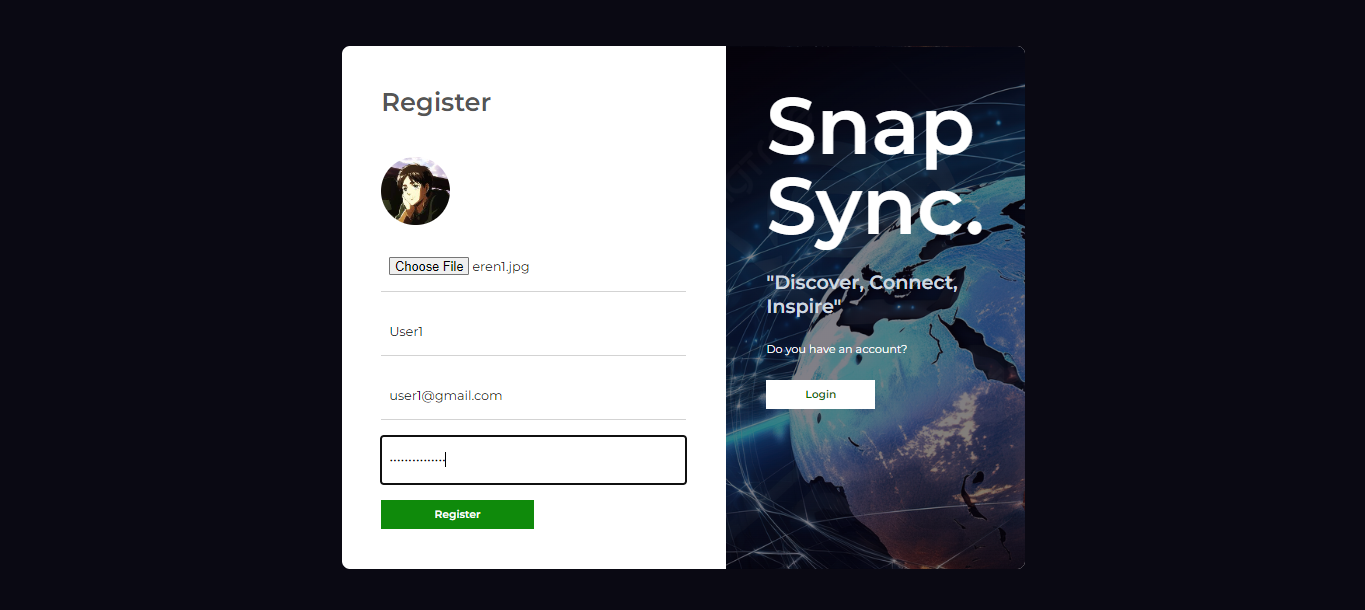 Register
Choose File eren1.jpg
User1
user1@gmail.com
Register
Snap
Sync.
"Discover, Connect,
Inspire"
Do you have an account?
Login